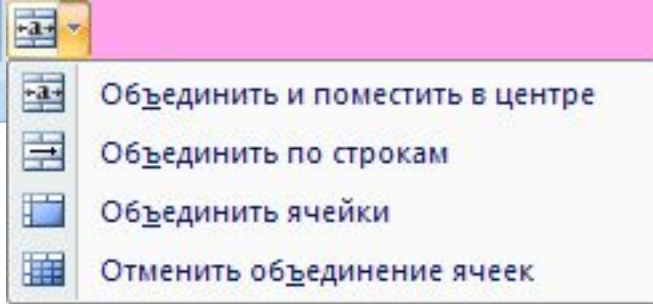 Объединить и поместить в центре
Объединить по строкам
Объединить ячейки
Отменить объединение ячеек